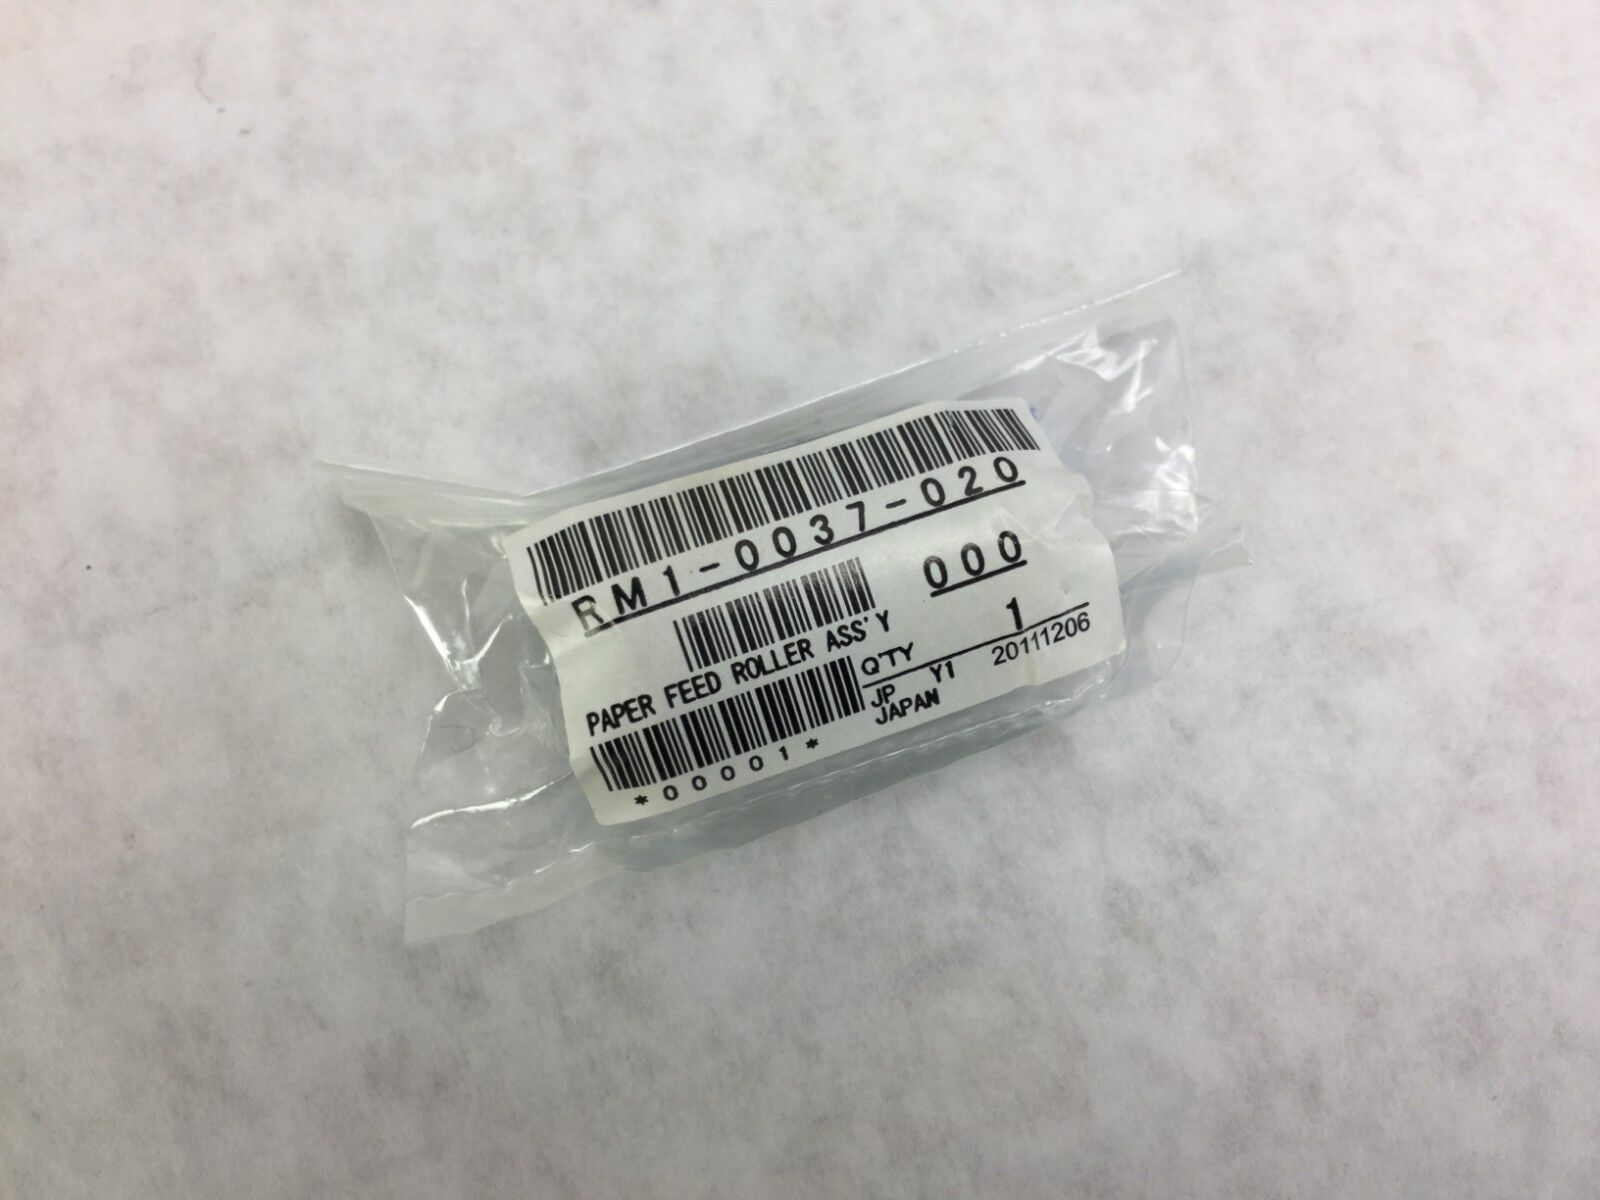 RM1-0037-020
000
PAPER FEED ROLLER ASS'Y
Q'TY 1
JP Y1 20111206
JAPAN
*00001*